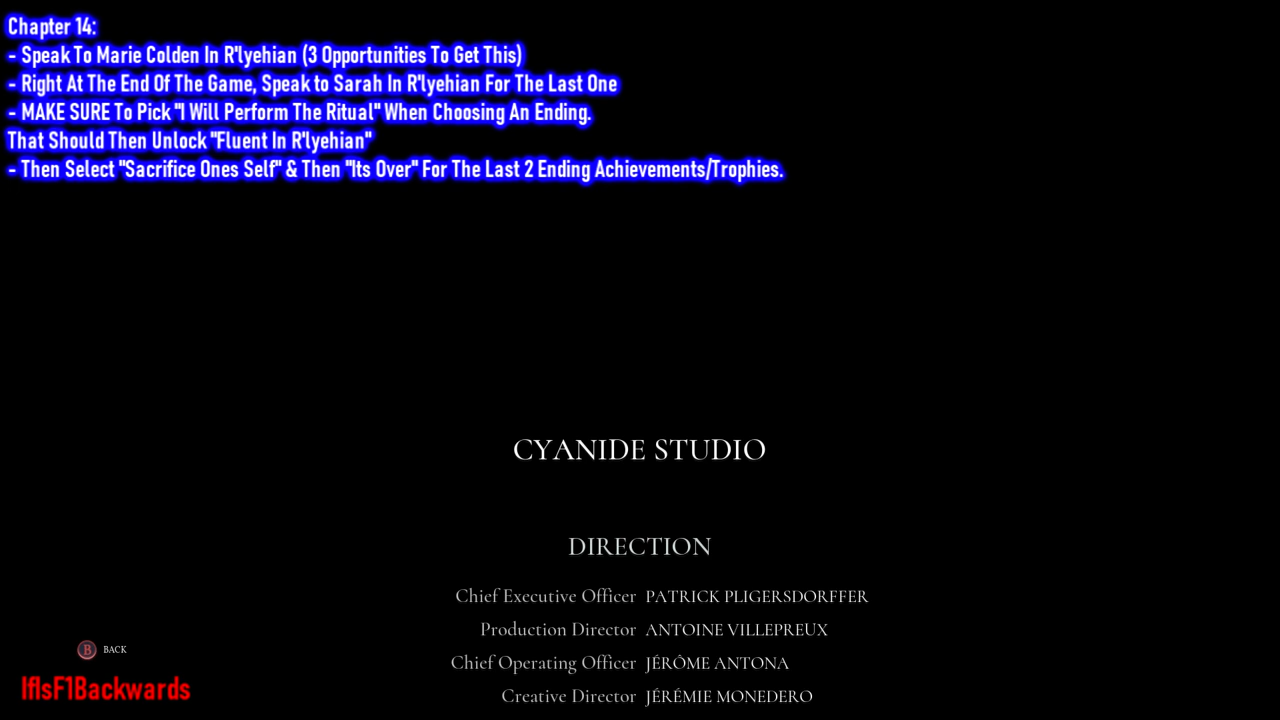 Chapter 14:
- Speak To Marie Colden In R'lyehian (3 Opportunities To Get This)
- Right At The End Of The Game, Speak to Sarah In R'lyehian For The Last One
- MAKE SURE To Pick "I Will Perform The Ritual" When Choosing An Ending.
That Should Then Unlock "Fluent In R'lyehian"
- Then Select "Sacrifice Ones Self" & Then "Its Over" For The Last 2 Ending Achievements/Trophies.
CYANIDE STUDIO
DIRECTION
Chief Executive Officer PATRICK PLIGERSDORFFER
Production Director ANTOINE VILLEPREUX
Chief Operating Officer JÉRÔME ANTONA
Creative Director JÉRÉMIE MONEDERO
B BACK
IfIsF1Backwards